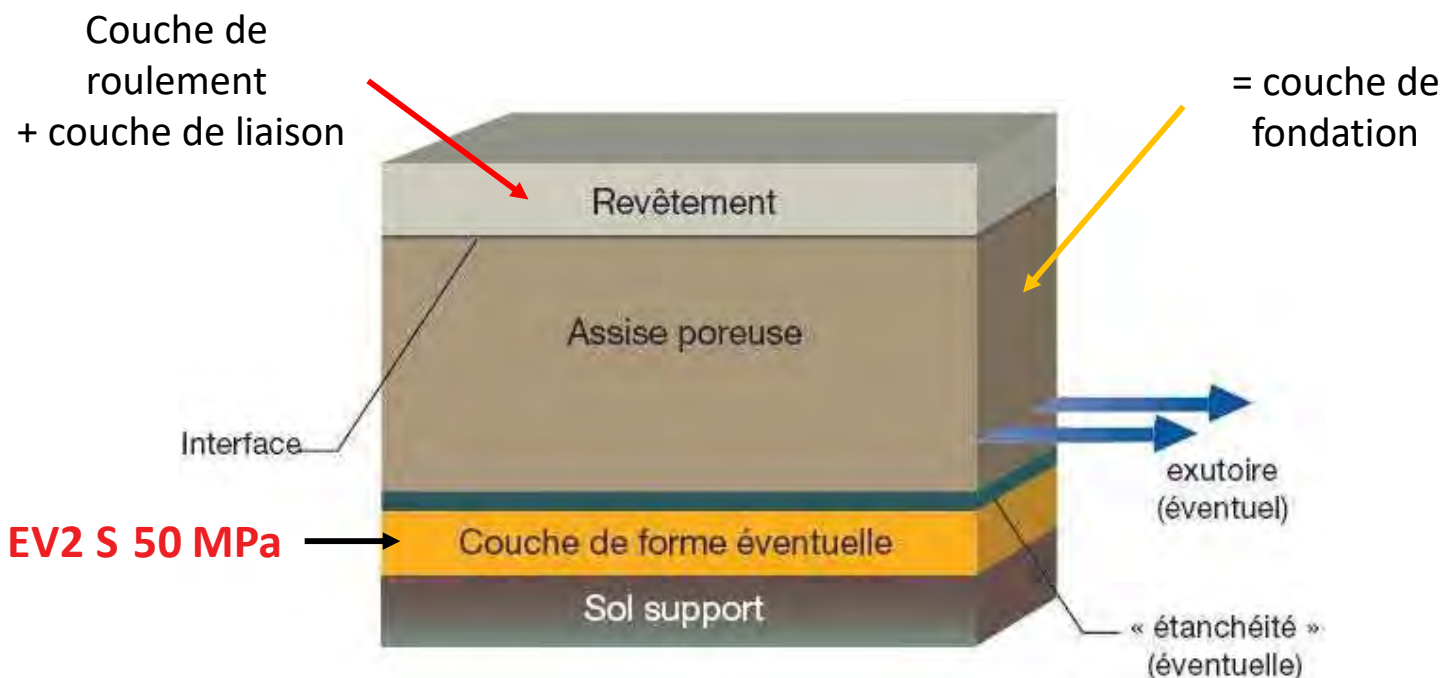 Couche de
roulement
+ couche de liaison
= couche de
fondation
Revêtement
Assise poreuse
Interface
exutoire
(éventuel)
EV2 S 50 MPa
Couche de forme éventuelle
Sol support
« étanchéité »
(éventuelle)